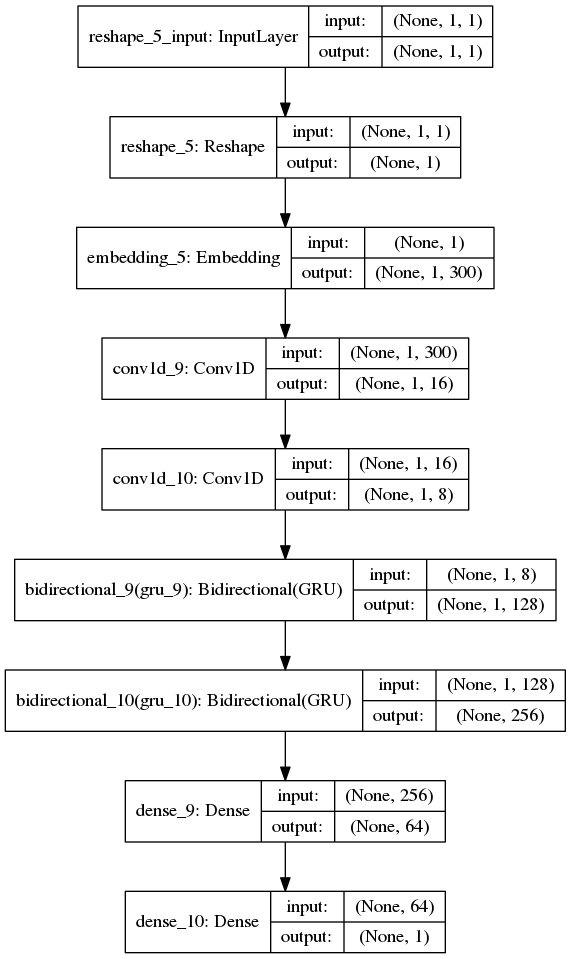 reshape_5_input: InputLayer
input: (None, 1, 1)
output: (None, 1, 1)
reshape_5: Reshape
input: (None, 1, 1)
output: (None, 1)
embedding_5: Embedding
input: (None, 1)
output: (None, 1, 300)
conv1d_9: Conv1D
input: (None, 1, 300)
output: (None, 1, 16)
conv1d_10: Conv1D
input: (None, 1, 16)
output: (None, 1, 8)
bidirectional_9(gru_9): Bidirectional(GRU)
input: (None, 1, 8)
output: (None, 1, 128)
bidirectional_10(gru_10): Bidirectional(GRU)
input: (None, 1, 128)
output: (None, 256)
dense_9: Dense
input: (None, 256)
output: (None, 64)
dense_10: Dense
input: (None, 64)
output: (None, 1)